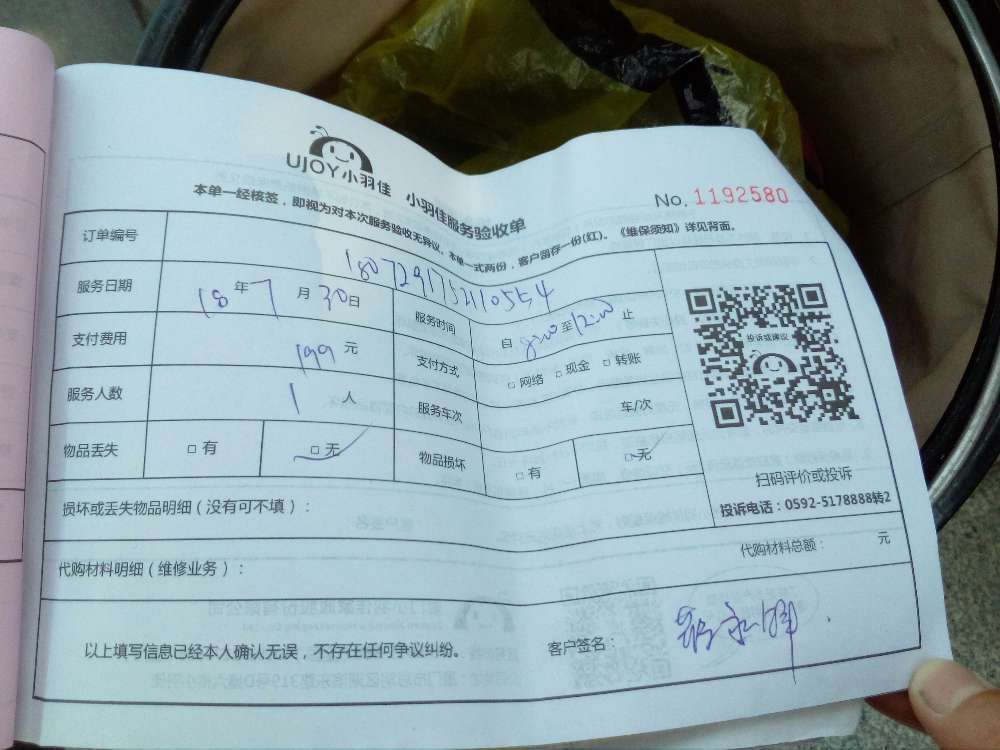 UJOY小羽佳 小羽佳服务验收单
No. 1192580
本单一经核签，即视为对本次服务验收无异议。本单一式两份，客户留存一份(红)。《维保须知》详见背面。
订单编号 1807291752110554
服务日期 18 年 7 月 30 日 服务时间 自 8:00 至 12:00 止
支付费用 199 元 支付方式 □ 网络 □ 现金 □ 转账
服务人数 1 人 服务车次 车/次
物品丢失 □ 有 □ 无 物品损坏 □ 有 □ 无
投诉或建议
扫码评价或投诉
投诉电话：0592-5178888转2
损坏或丢失物品明细（没有可不填）：
代购材料明细（维修业务）： 代购材料总额： 元
以上填写信息已经本人确认无误，不存在任何争议纠纷。 客户签名：